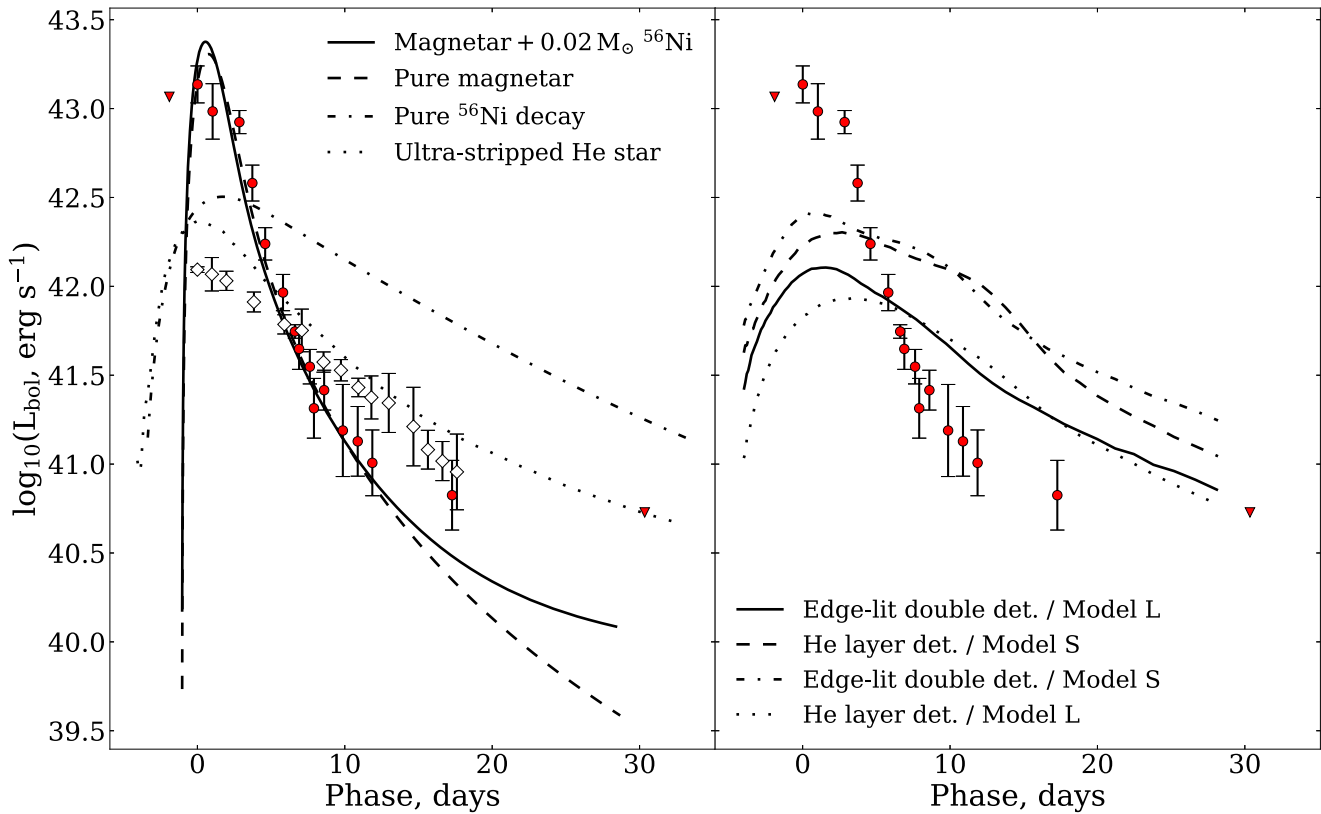 log₁₀(L_bol, erg s⁻¹)
43.5
43.0
42.5
42.0
41.5
41.0
40.5
40.0
39.5
Magnetar + 0.02 M⊙ ⁵⁶Ni
Pure magnetar
Pure ⁵⁶Ni decay
Ultra-stripped He star
0 10 20 30
Phase, days
Edge-lit double det. / Model L
He layer det. / Model S
Edge-lit double det. / Model S
He layer det. / Model L
0 10 20 30
Phase, days